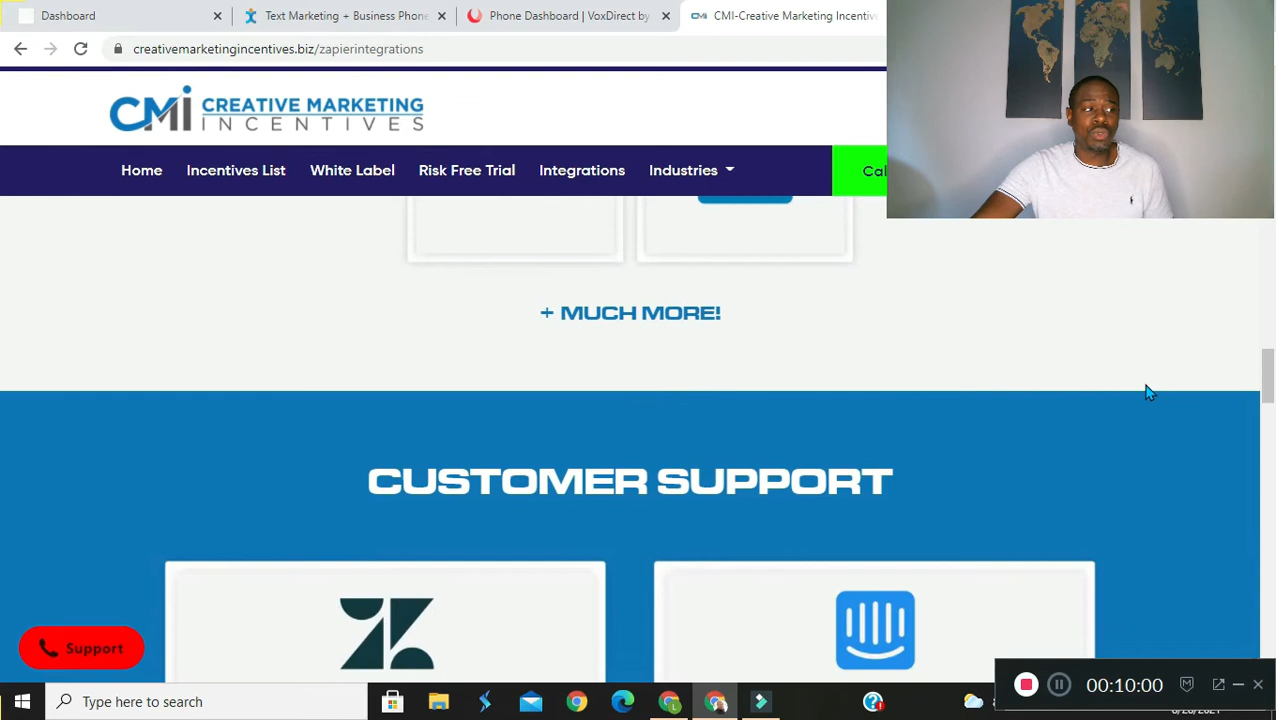 Dashboard
Text Marketing + Business Phone
Phone Dashboard | VoxDirect by
CMI-Creative Marketing Incentive
creativemarketingincentives.biz/zapierintegrations
CMi CREATIVE MARKETING
INCENTIVES
Home
Incentives List
White Label
Risk Free Trial
Integrations
Industries
Cal
+ MUCH MORE!
CUSTOMER SUPPORT
Support
00:10:00
Type here to search